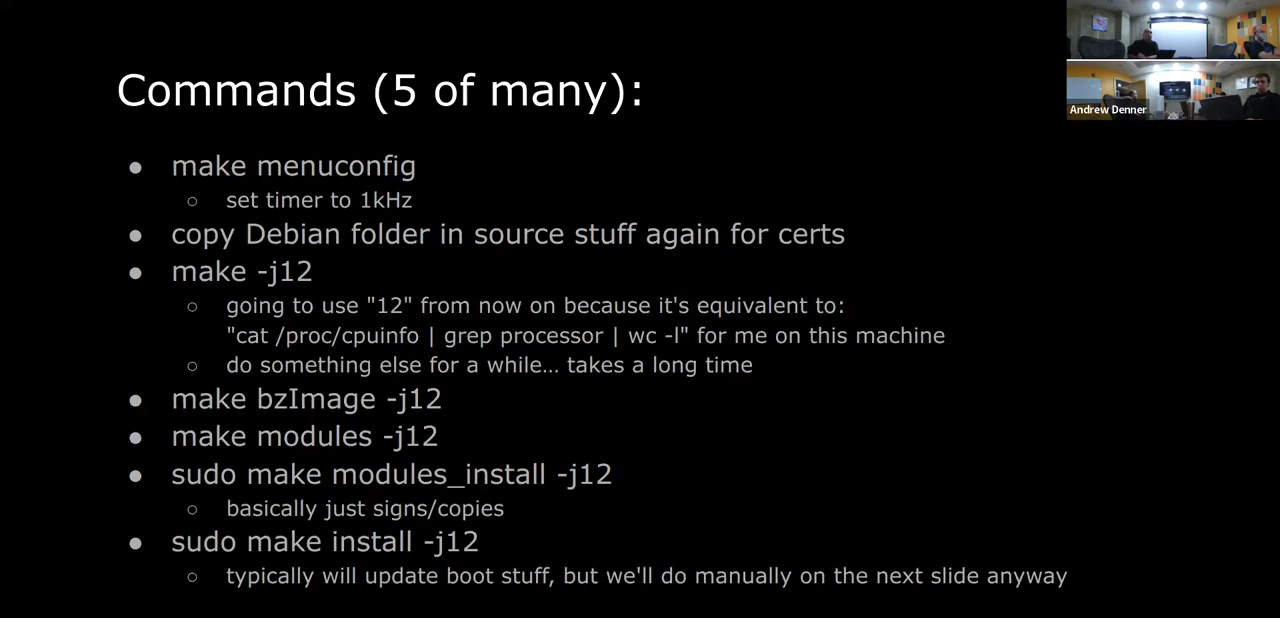 Commands (5 of many):
● make menuconfig
○ set timer to 1kHz
● copy Debian folder in source stuff again for certs
● make -j12
○ going to use "12" from now on because it's equivalent to:
"cat /proc/cpuinfo | grep processor | wc -l" for me on this machine
○ do something else for a while... takes a long time
● make bzImage -j12
● make modules -j12
● sudo make modules_install -j12
○ basically just signs/copies
● sudo make install -j12
○ typically will update boot stuff, but we'll do manually on the next slide anyway
Andrew Denner